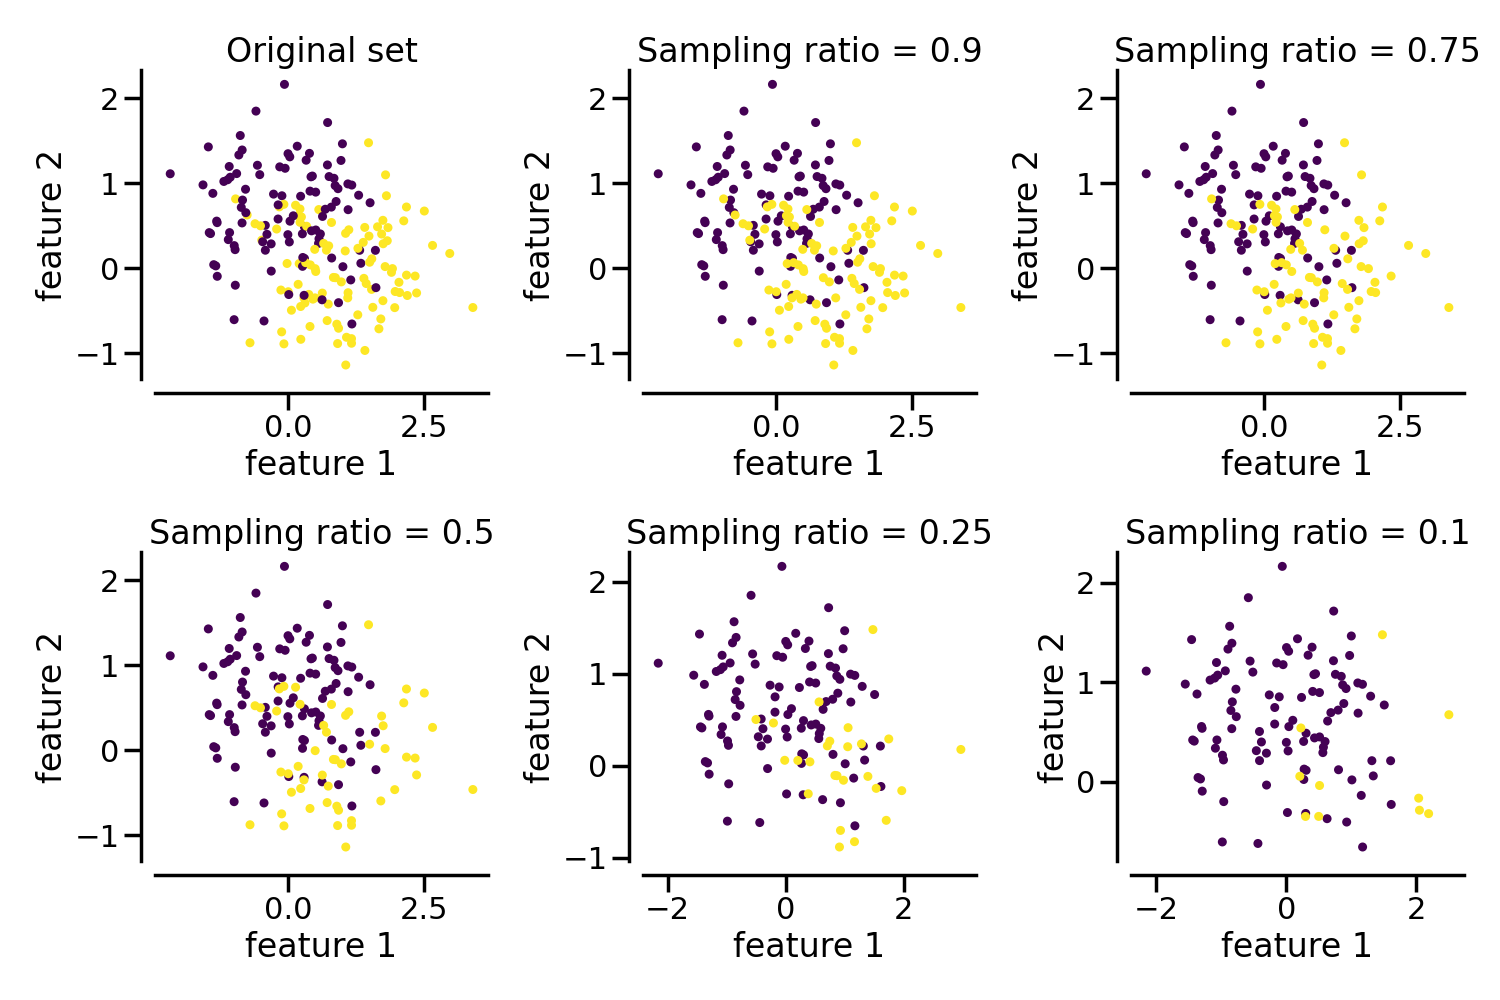 Original set
Sampling ratio = 0.9
Sampling ratio = 0.75
feature 2
2
1
0
−1
0.0
2.5
feature 1
feature 2
2
1
0
−1
0.0
2.5
feature 1
feature 2
2
1
0
−1
0.0
2.5
feature 1
Sampling ratio = 0.5
Sampling ratio = 0.25
Sampling ratio = 0.1
feature 2
2
1
0
−1
0.0
2.5
feature 1
feature 2
2
1
0
−1
−2
0
2
feature 1
feature 2
2
1
0
−2
0
2
feature 1